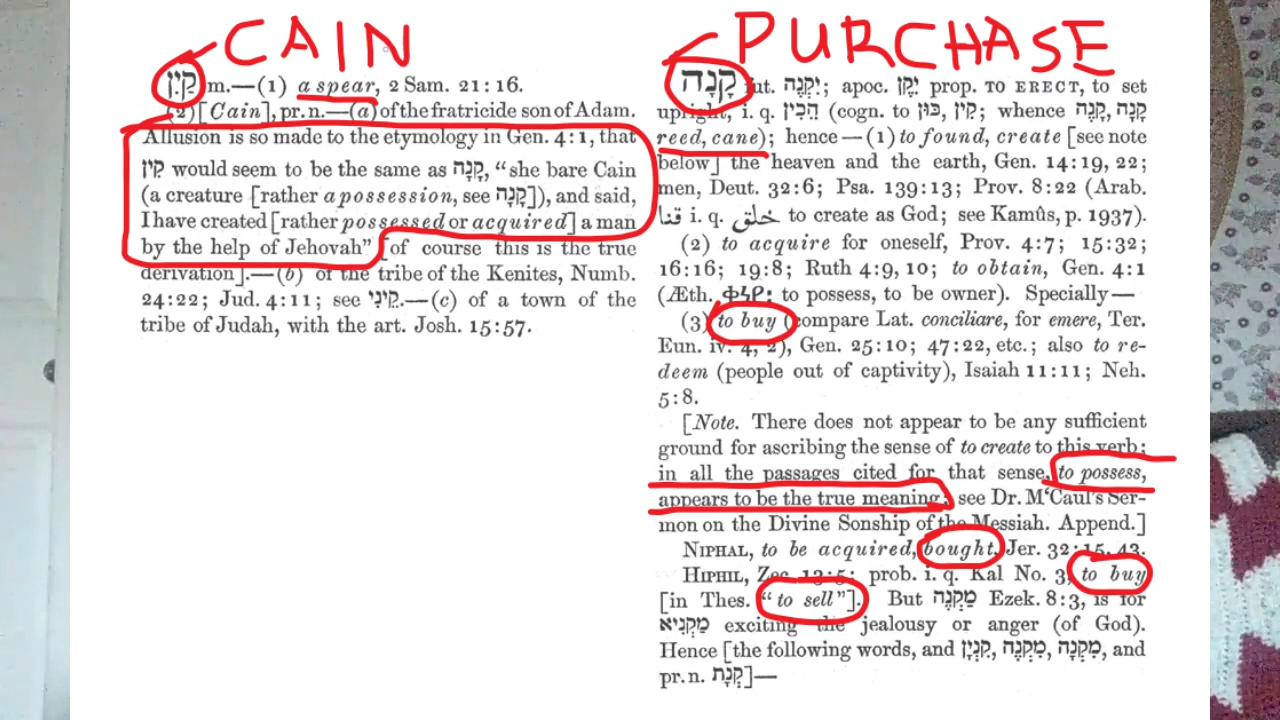 CAIN
קַיִן m.—(1) a spear, 2 Sam. 21:16.
(2) [Cain], pr.n.—(a) of the fratricide son of Adam.
Allusion is so made to the etymology in Gen. 4:1, that
קַיִן would seem to be the same as קָנָה, “she bare Cain
(a creature [rather a possession, see קָנָה]), and said,
I have created [rather possessed or acquired] a man
by the help of Jehovah” [of course this is the true
derivation].—(b) of the tribe of the Kenites, Numb.
24:22; Jud. 4:11; see קֵינִי.—(c) of a town of the
tribe of Judah, with the art. Josh. 15:57.
PURCHASE
קָנָה fut. יִקְנֶה; apoc. יִקֶן prop. TO ERECT, to set
upright, i. q. הֵכִין (cogn. to כּוּן, קִין; whence קָנֶה, קָנָה
reed, cane); hence—(1) to found, create [see note
below] the heaven and the earth, Gen. 14:19, 22;
men, Deut. 32:6; Psa. 139:13; Prov. 8:22 (Arab.
قنا i. q. خلق to create as God; see Kamûs, p. 1937).
(2) to acquire for oneself, Prov. 4:7; 15:32;
16:16; 19:8; Ruth 4:9, 10; to obtain, Gen. 4:1
(Æth. ቀነየ: to possess, to be owner). Specially—
(3) to buy (compare Lat. conciliare, for emere, Ter.
Eun. iv. 4, 2), Gen. 25:10; 47:22, etc.; also to re-
deem (people out of captivity), Isaiah 11:11; Neh.
5:8.
[Note. There does not appear to be any sufficient
ground for ascribing the sense of to create to this verb;
in all the passages cited for that sense, to possess,
appears to be the true meaning; see Dr. M‘Caul’s Ser-
mon on the Divine Sonship of the Messiah. Append.]
NIPHAL, to be acquired, bought, Jer. 32:15, 43.
HIPHIL, Zec. 13:5; prob. i. q. Kal No. 3, to buy
[in Thes. “to sell”]. But מַקְנֶה Ezek. 8:3, is for
מַקְנִיא exciting the jealousy or anger (of God).
Hence [the following words, and קִנְיָן, מִקְנֶה, מִקְנָה, and
pr.n. קְנָת]—